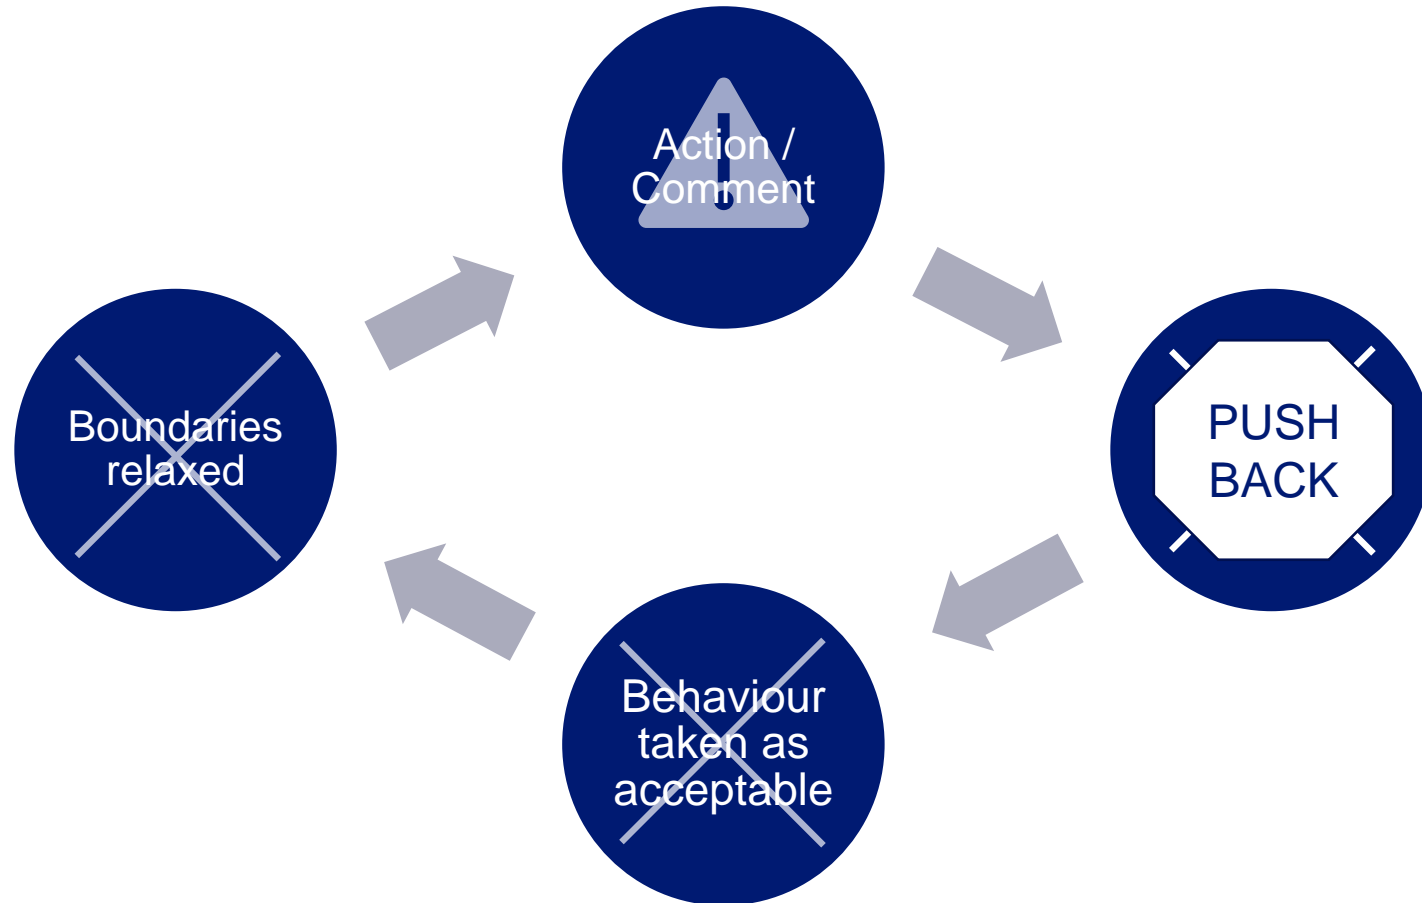 Action /
Comment
PUSH
BACK
Behaviour
taken as
acceptable
Boundaries
relaxed